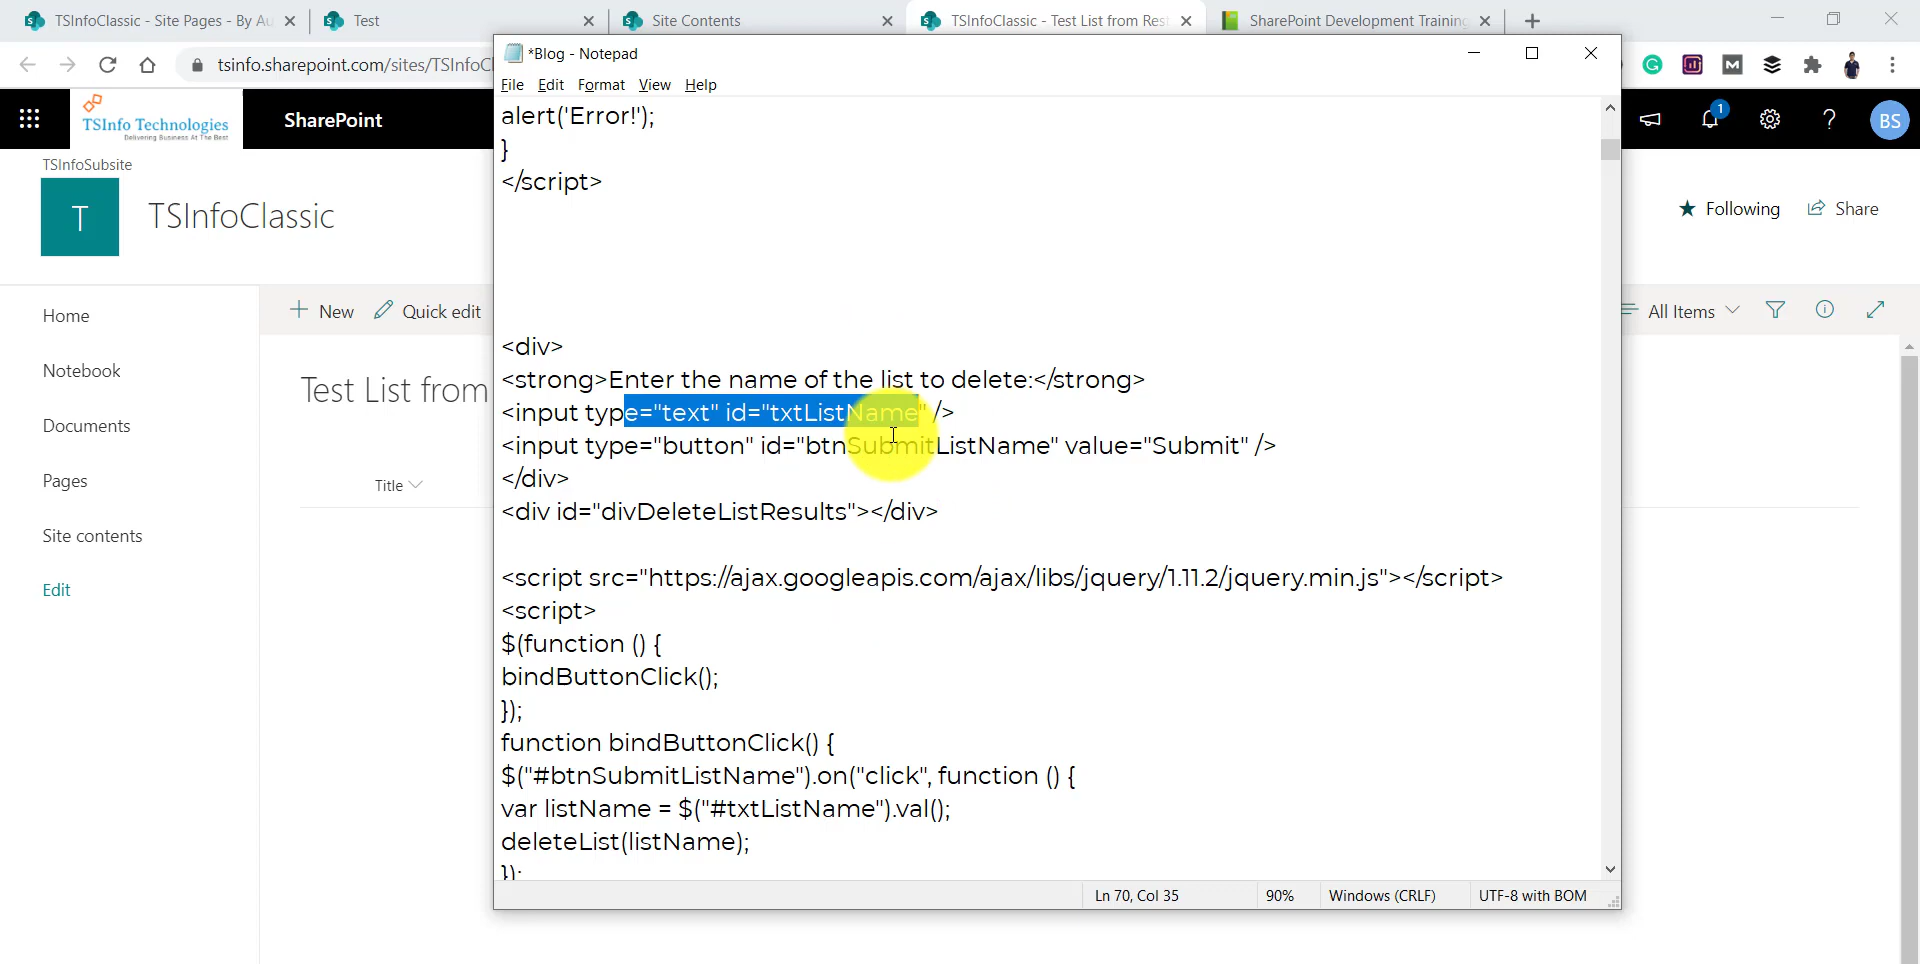 TSInfoClassic - Site Pages - By Au
Test
Site Contents
TSInfoClassic - Test List from Rest
SharePoint Development Training
tsinfo.sharepoint.com/sites/TSInfoCl
*Blog - Notepad
File Edit Format View Help
TSInfo Technologies
Delivering Business At The Best
SharePoint
1
BS
TSInfoSubsite
T
TSInfoClassic
Following
Share
Home
Notebook
Documents
Pages
Site contents
Edit
New
Quick edit
All Items
Test List from
Title
alert('Error!');
}
</script>
<div>
<strong>Enter the name of the list to delete:</strong>
<input type="text" id="txtListName" />
<input type="button" id="btnSubmitListName" value="Submit" />
</div>
<div id="divDeleteListResults"></div>
<script src="https://ajax.googleapis.com/ajax/libs/jquery/1.11.2/jquery.min.js"></script>
<script>
$(function () {
bindButtonClick();
});
function bindButtonClick() {
$("#btnSubmitListName").on("click", function () {
var listName = $("#txtListName").val();
deleteList(listName);
});
Ln 70, Col 35
90%
Windows (CRLF)
UTF-8 with BOM